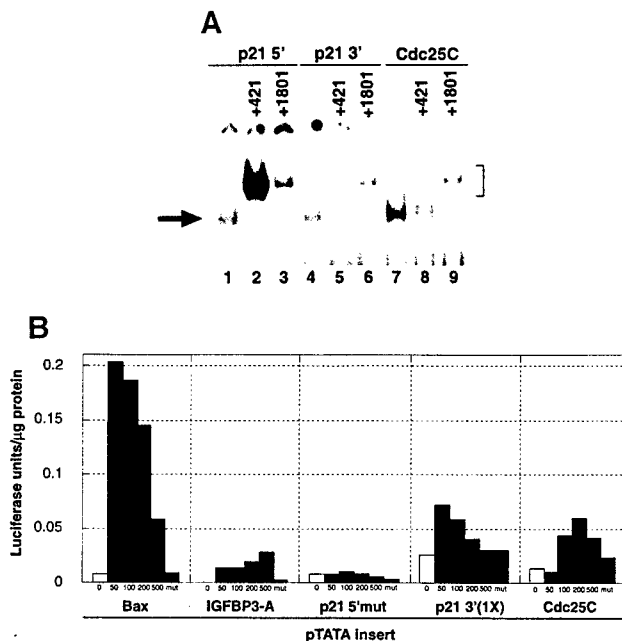 A
p21 5' p21 3' Cdc25C
+421 +1801 +421 +1801 +421 +1801
1 2 3 4 5 6 7 8 9
B
Luciferase units/µg protein
0.2
0.15
0.1
0.05
0
0 50 100 200 500 mut 0 50 100 200 500 mut 0 50 100 200 500 mut 0 50 100 200 500 mut 0 50 100 200 500 mut
Bax IGFBP3-A p21 5'mut p21 3'(1X) Cdc25C
pTATA insert